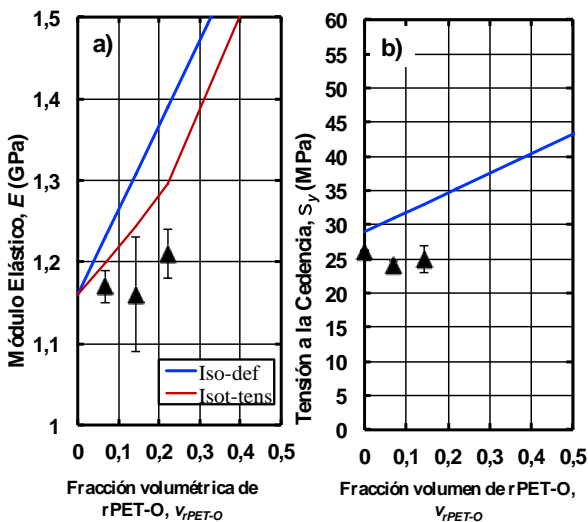 a)
1,5
1,4
1,3
1,2
1,1
1
Módulo Elástico, E (GPa)
Iso-def
Isot-tens
0 0,1 0,2 0,3 0,4 0,5
Fracción volumétrica de
rPET-O, vrPET-O
b)
60
55
50
45
40
35
30
25
20
15
10
5
0
Tensión a la Cedencia, sy (MPa)
0 0,1 0,2 0,3 0,4 0,5
Fracción volumen de rPET-O,
vrPET-O